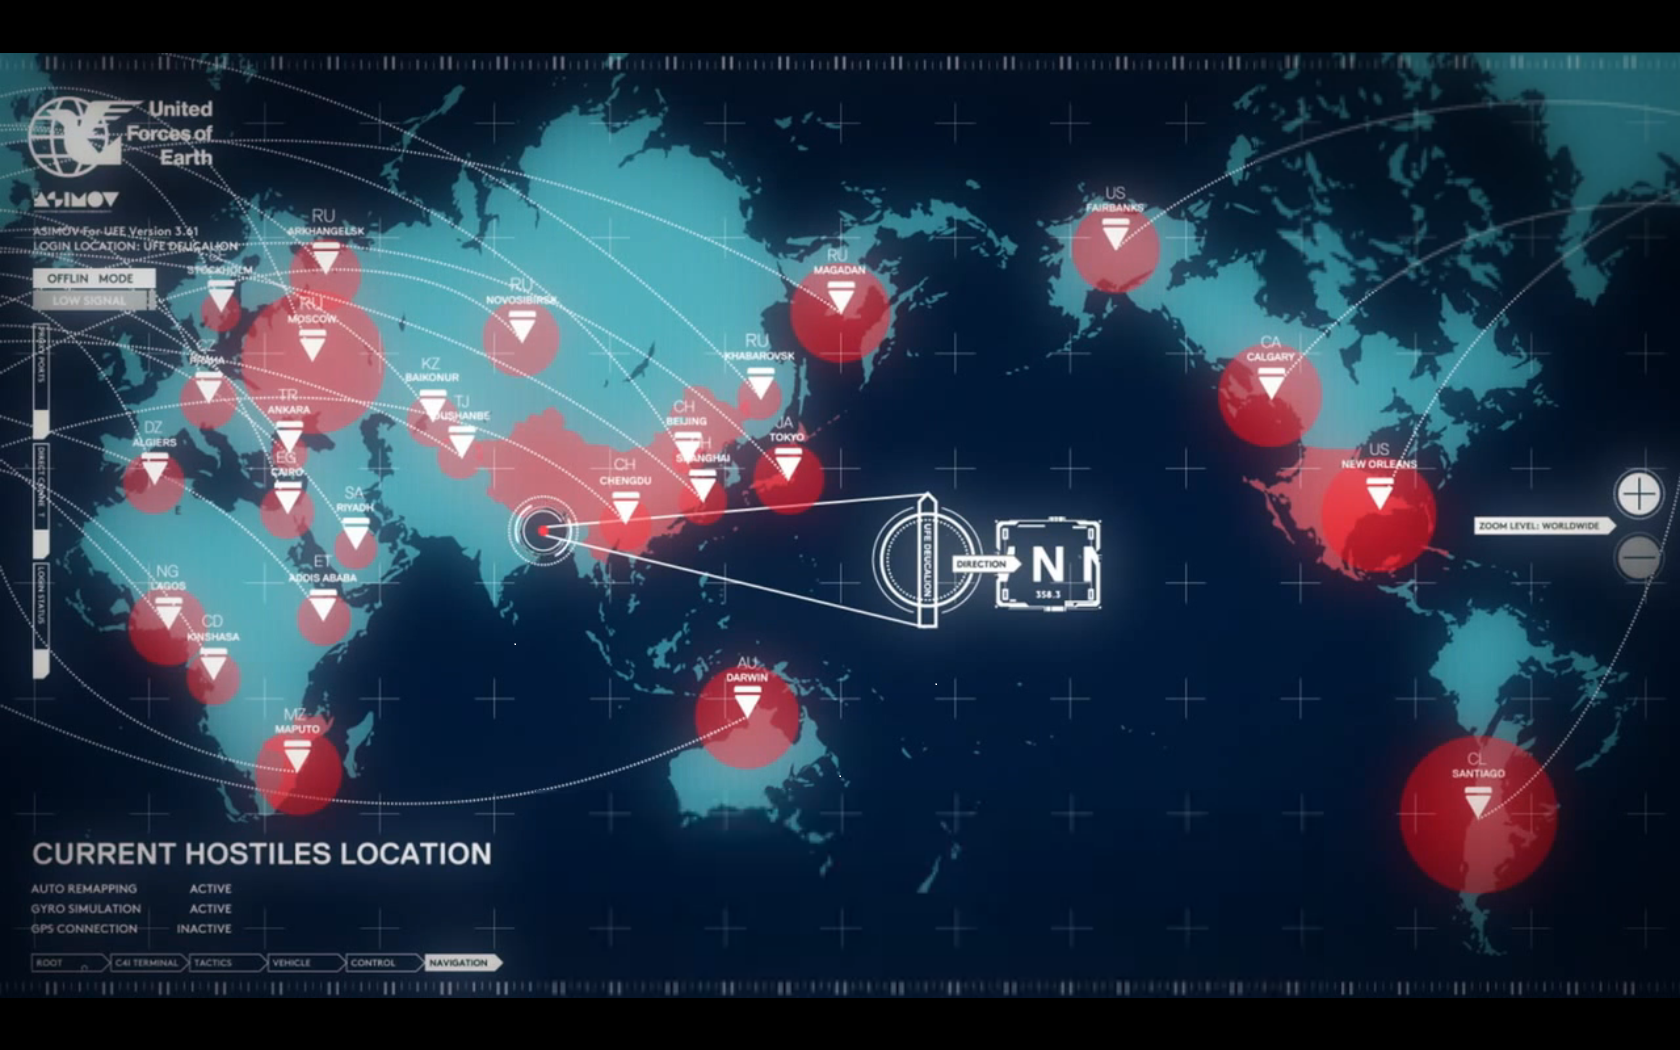 United
Forces of
Earth
ASIMOV
ASIMOV For UFE Version 3.61
LOGIN LOCATION: UFE DEUCALION
OFFLIN MODE
LOW SIGNAL
LOGIN STATUS
STOCKHOLM
RU
ARKHANGELSK
RU
MOSCOW
CZ
PRAHA
RU
NOVOSIBIRSK
KZ
BAIKONUR
TJ
DUSHANBE
TR
ANKARA
DZ
ALGIERS
EG
CAIRO
SA
RIYADH
ET
ADDIS ABABA
NG
LAGOS
CD
KINSHASA
MZ
MAPUTO
RU
MAGADAN
RU
KHABAROVSK
CH
BEIJING
CH
SHANGHAI
CH
CHENGDU
JA
TOKYO
AU
DARWIN
UFE DEUCALION
DIRECTION
N
358.3
US
FAIRBANKS
CA
CALGARY
US
NEW ORLEANS
ZOOM LEVEL: WORLDWIDE
CL
SANTIAGO
CURRENT HOSTILES LOCATION
AUTO REMAPPING ACTIVE
GYRO SIMULATION ACTIVE
GPS CONNECTION INACTIVE
ROOT C4I TERMINAL TACTICS VEHICLE CONTROL NAVIGATION